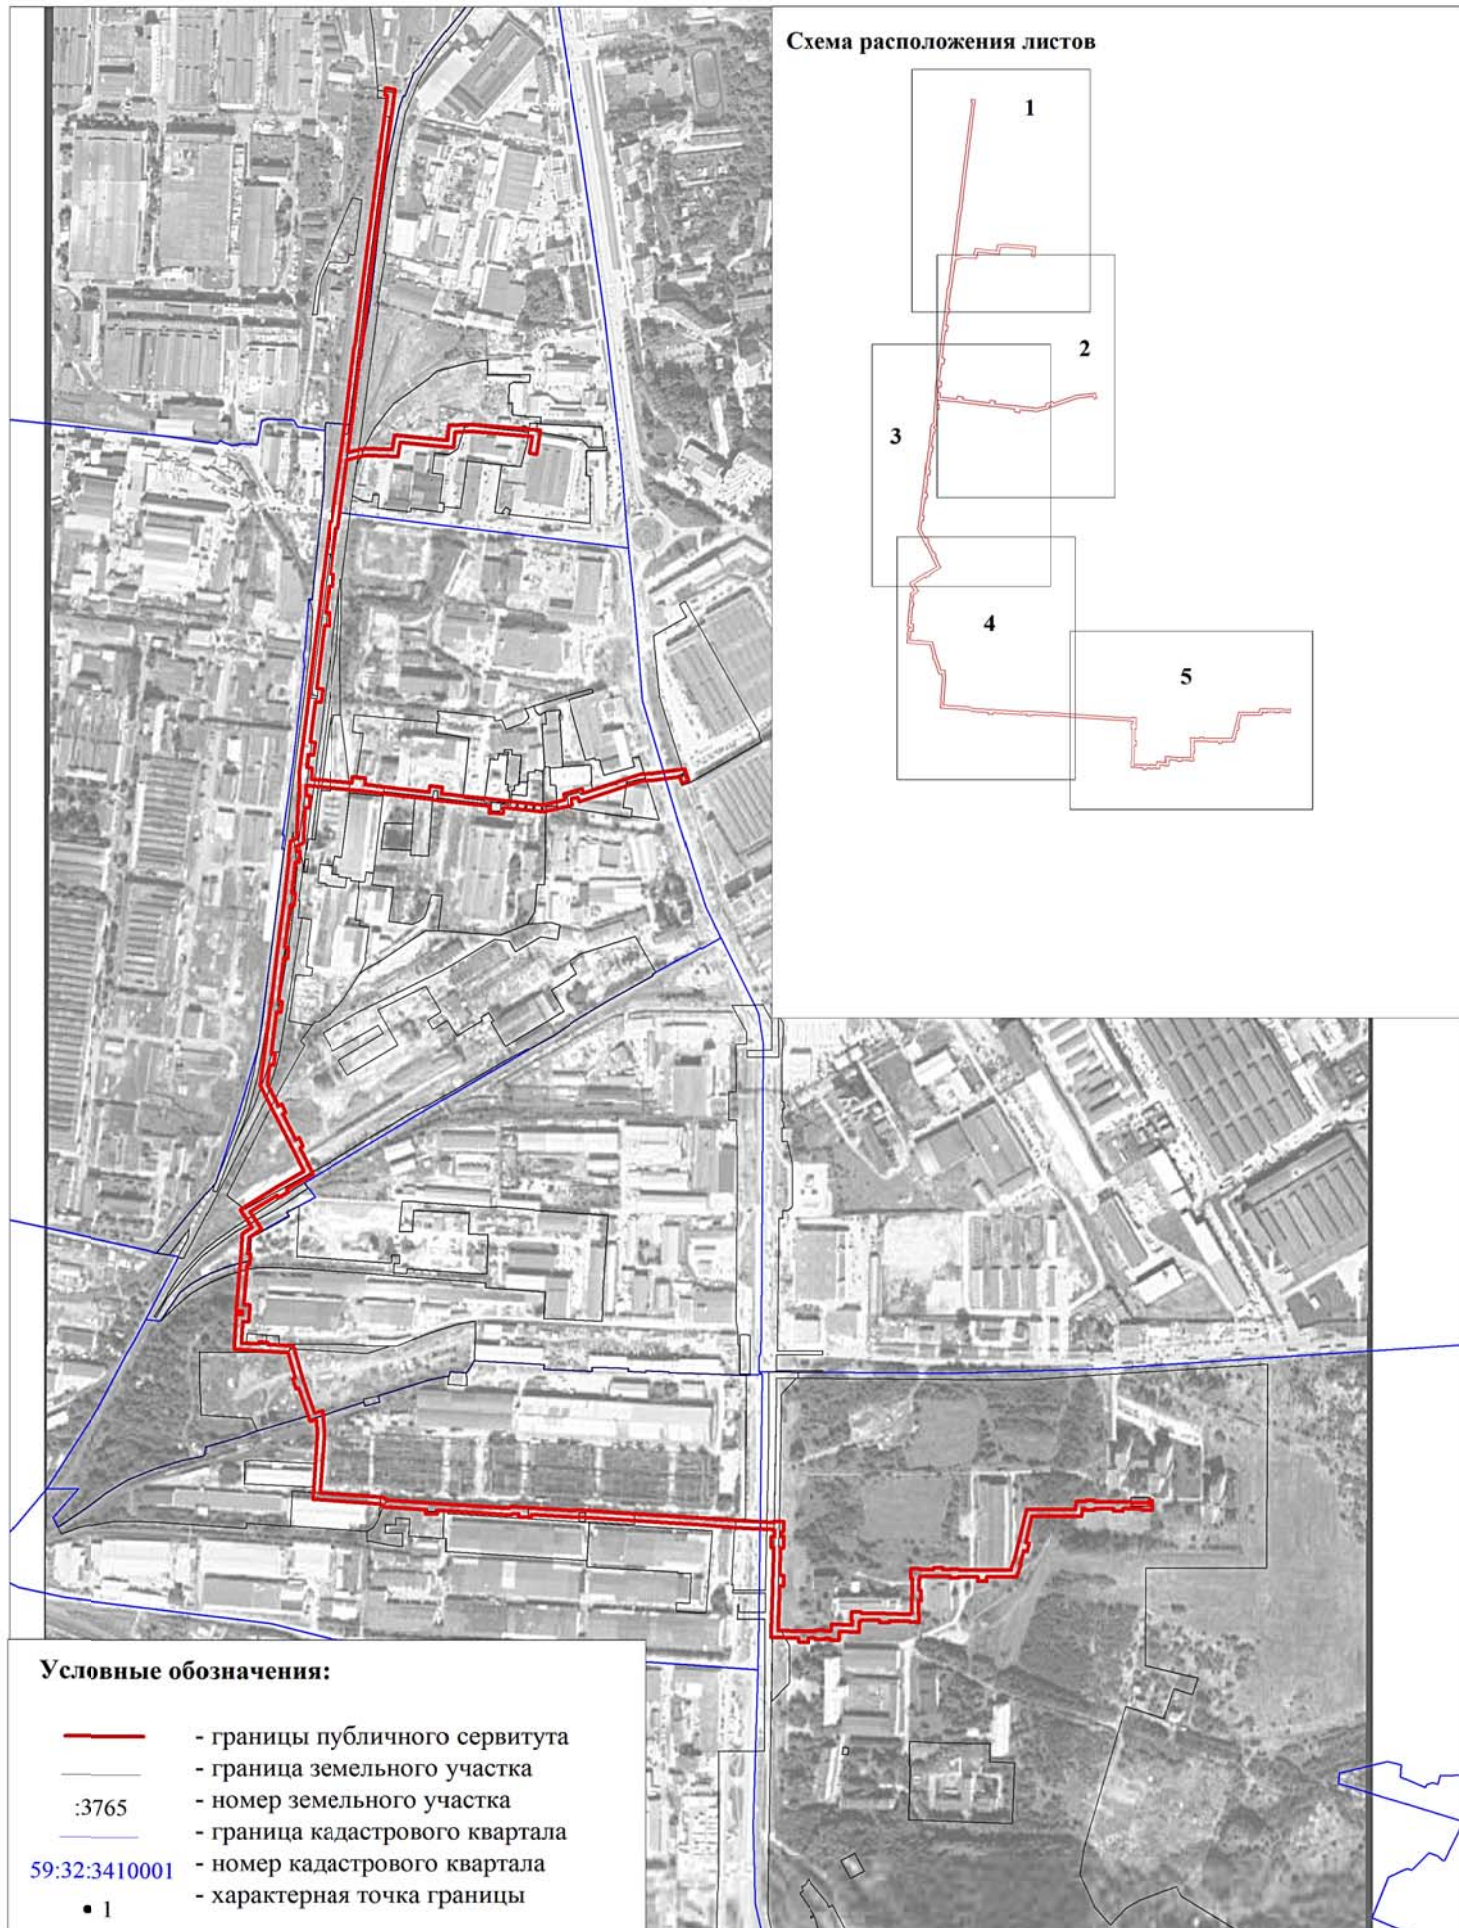 Схема расположения листов
1
2
3
4
5
Условные обозначения:
- границы публичного сервитута
- граница земельного участка
:3765 - номер земельного участка
- граница кадастрового квартала
59:32:3410001 - номер кадастрового квартала
• 1 - характерная точка границы